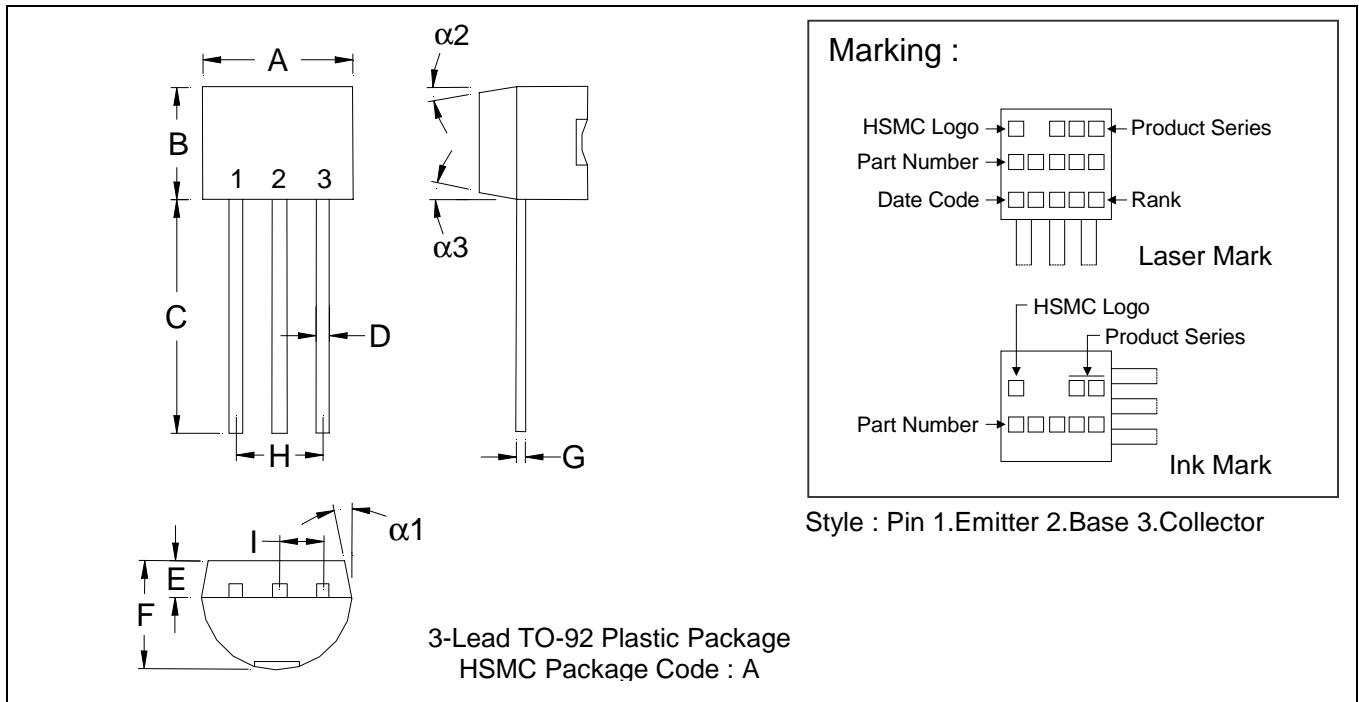 α2
A
B
1 2 3
α3
C
D
H
G
I
α1
E
F
3-Lead TO-92 Plastic Package
HSMC Package Code : A
Marking :
HSMC Logo
Product Series
Part Number
Date Code
Rank
Laser Mark
HSMC Logo
Product Series
Part Number
Ink Mark
Style : Pin 1.Emitter 2.Base 3.Collector